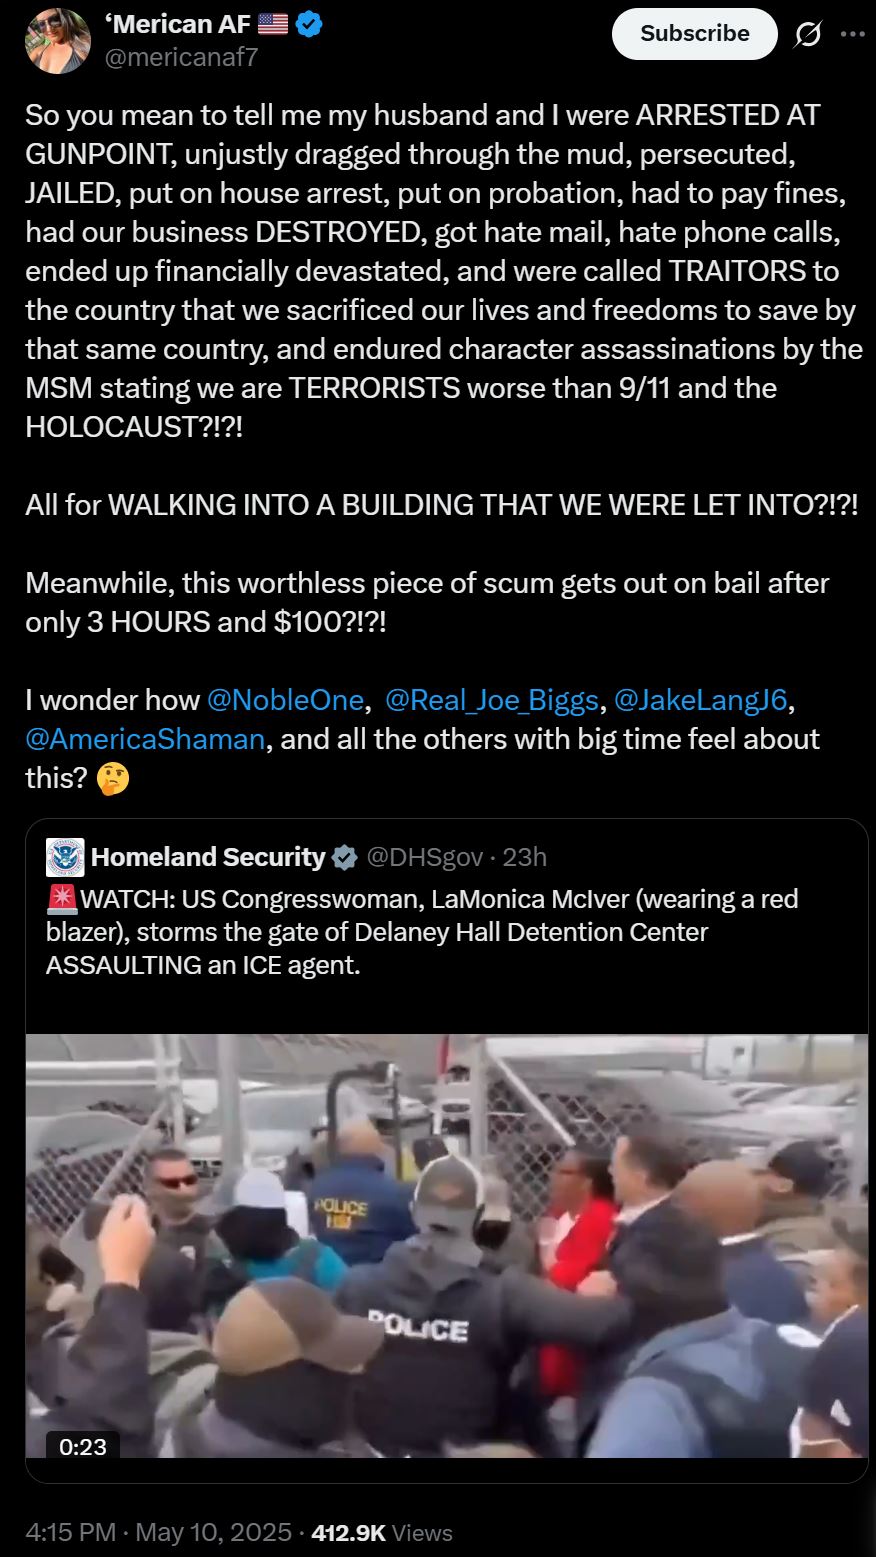 ‘Merican AF 🇺🇸
Subscribe
@mericanaf7
So you mean to tell me my husband and I were ARRESTED AT
GUNPOINT, unjustly dragged through the mud, persecuted,
JAILED, put on house arrest, put on probation, had to pay fines,
had our business DESTROYED, got hate mail, hate phone calls,
ended up financially devastated, and were called TRAITORS to
the country that we sacrificed our lives and freedoms to save by
that same country, and endured character assassinations by the
MSM stating we are TERRORISTS worse than 9/11 and the
HOLOCAUST?!?!
All for WALKING INTO A BUILDING THAT WE WERE LET INTO?!?!
Meanwhile, this worthless piece of scum gets out on bail after
only 3 HOURS and $100?!?!
I wonder how @NobleOne, @Real_Joe_Biggs, @JakeLangJ6,
@AmericaShaman, and all the others with big time feel about
this? 🤔
Homeland Security @DHSgov · 23h
🚨WATCH: US Congresswoman, LaMonica McIver (wearing a red
blazer), storms the gate of Delaney Hall Detention Center
ASSAULTING an ICE agent.
POLICE
POLICE
0:23
4:15 PM · May 10, 2025 · 412.9K Views